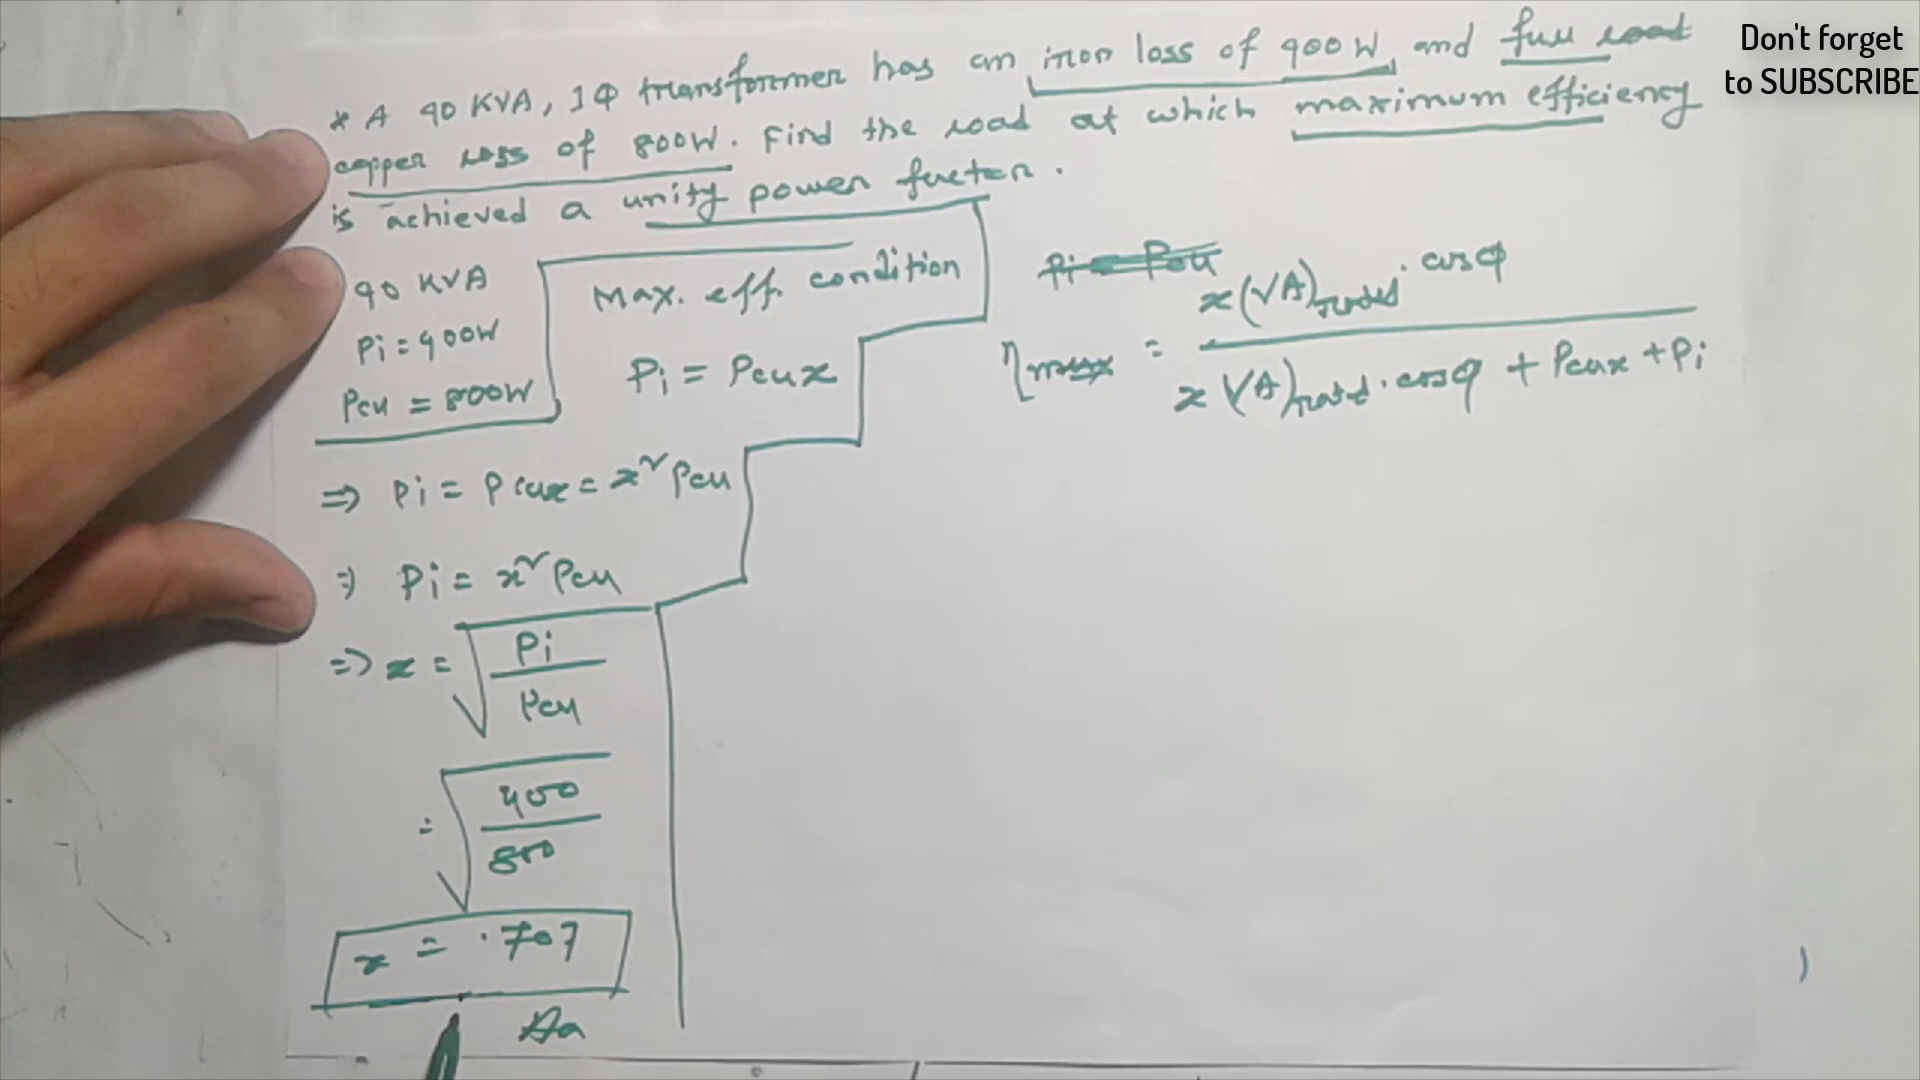 Don't forget
to SUBSCRIBE
* A 40 KVA, 1Φ transformer has an iron loss of 400W and full load
copper loss of 800W. Find the load at which maximum efficiency
is achieved a unity power factor.
40 KVA
Pi = 400W
Pcu = 800W
Max. eff. condition
Pi = Pcux
⇒ Pi = Pcux = x² Pcu
⇒ Pi = x² Pcu
⇒ x = √(Pi / Pcu)
= √(400 / 800)
x = .707
Pi = Pcu
ηmax = x(VA)rated . cosφ / x VA)rated . cosφ + Pcux + Pi